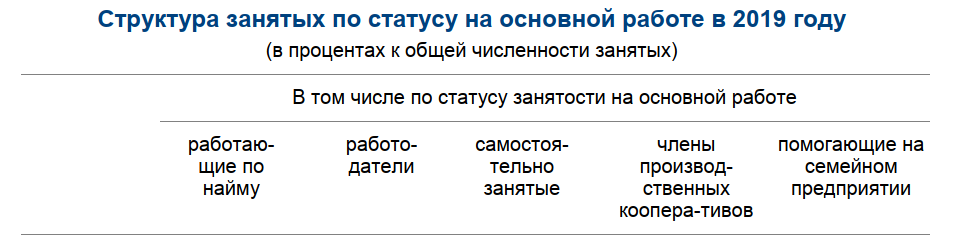 Структура занятых по статусу на основной работе в 2019 году
(в процентах к общей численности занятых)
В том числе по статусу занятости на основной работе
работаю-
щие по
найму
работо-
датели
самостоя-
тельно
занятые
члены
производ-
ственных
коопера-тивов
помогающие на
семейном
предприятии